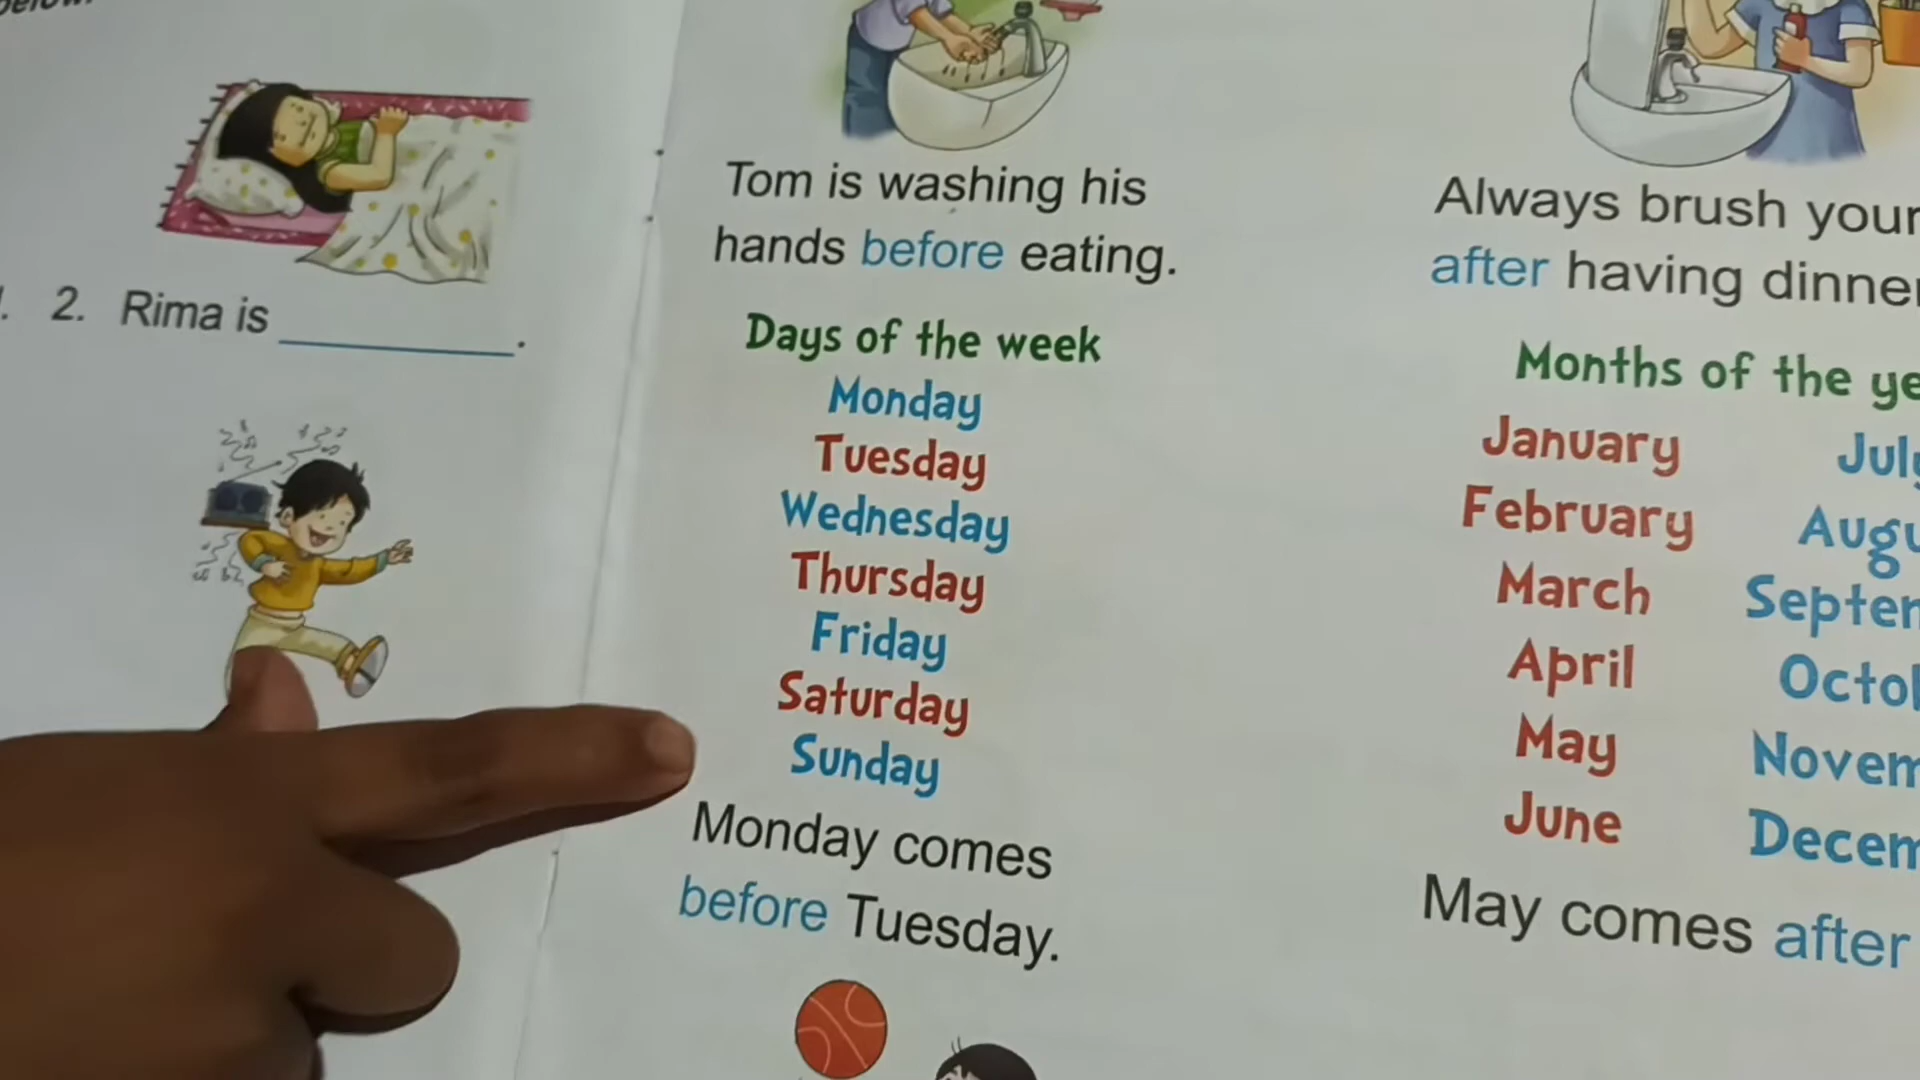 2. Rima is
Tom is washing his
hands before eating.
Days of the week
Monday
Tuesday
Wednesday
Thursday
Friday
Saturday
Sunday
Monday comes
before Tuesday.
Always brush your
after having
Months of the
January
February
March
April
May
June
May comes after